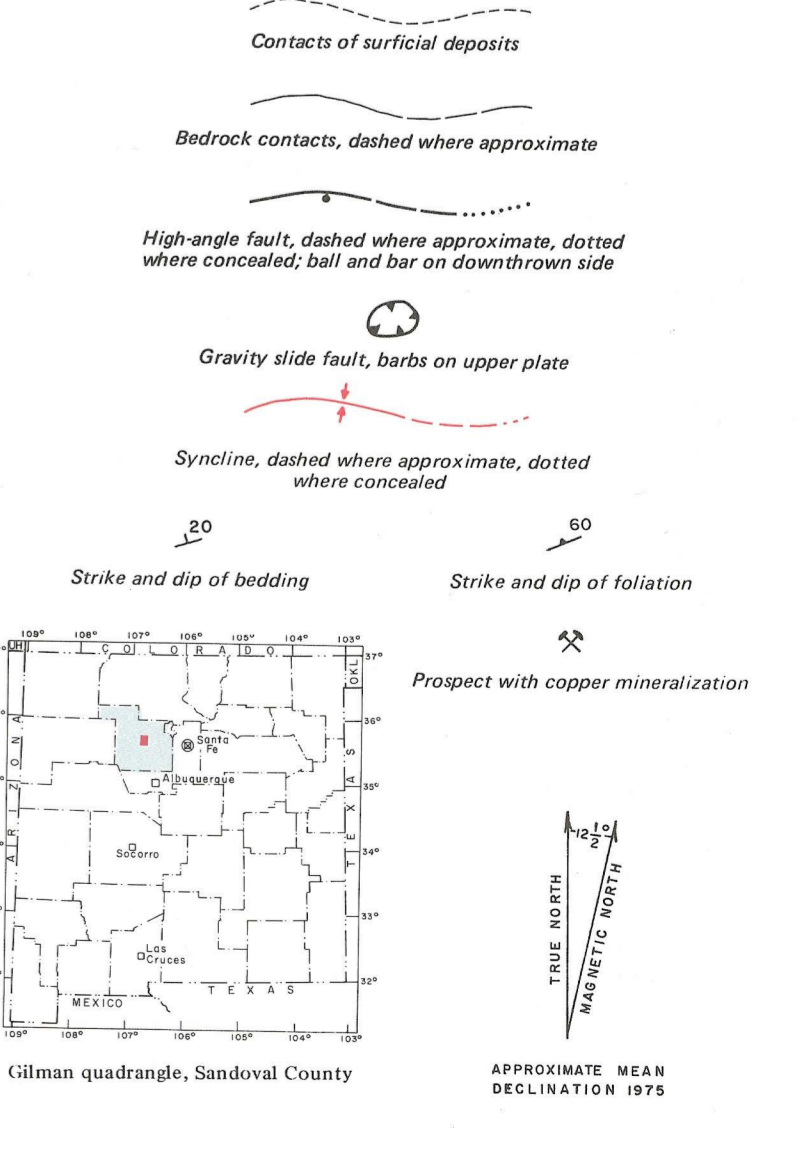 Contacts of surficial deposits
Bedrock contacts, dashed where approximate
High-angle fault, dashed where approximate, dotted
where concealed; ball and bar on downthrown side
Gravity slide fault, barbs on upper plate
Syncline, dashed where approximate, dotted
where concealed
20
Strike and dip of bedding
60
Strike and dip of foliation
Prospect with copper mineralization
109° 108° 107° 106° 105° 104° 103°
UH
COLORADO
37°
OKL
36°
ARIZONA
Santa
Fe
TEXAS
Albuquerque
35°
Socorro
34°
33°
Las
Cruces
TEXAS
32°
MEXICO
109° 108° 107° 106° 105° 104° 103°
Gilman quadrangle, Sandoval County
12 1/2°
TRUE NORTH
MAGNETIC NORTH
APPROXIMATE MEAN
DECLINATION 1975